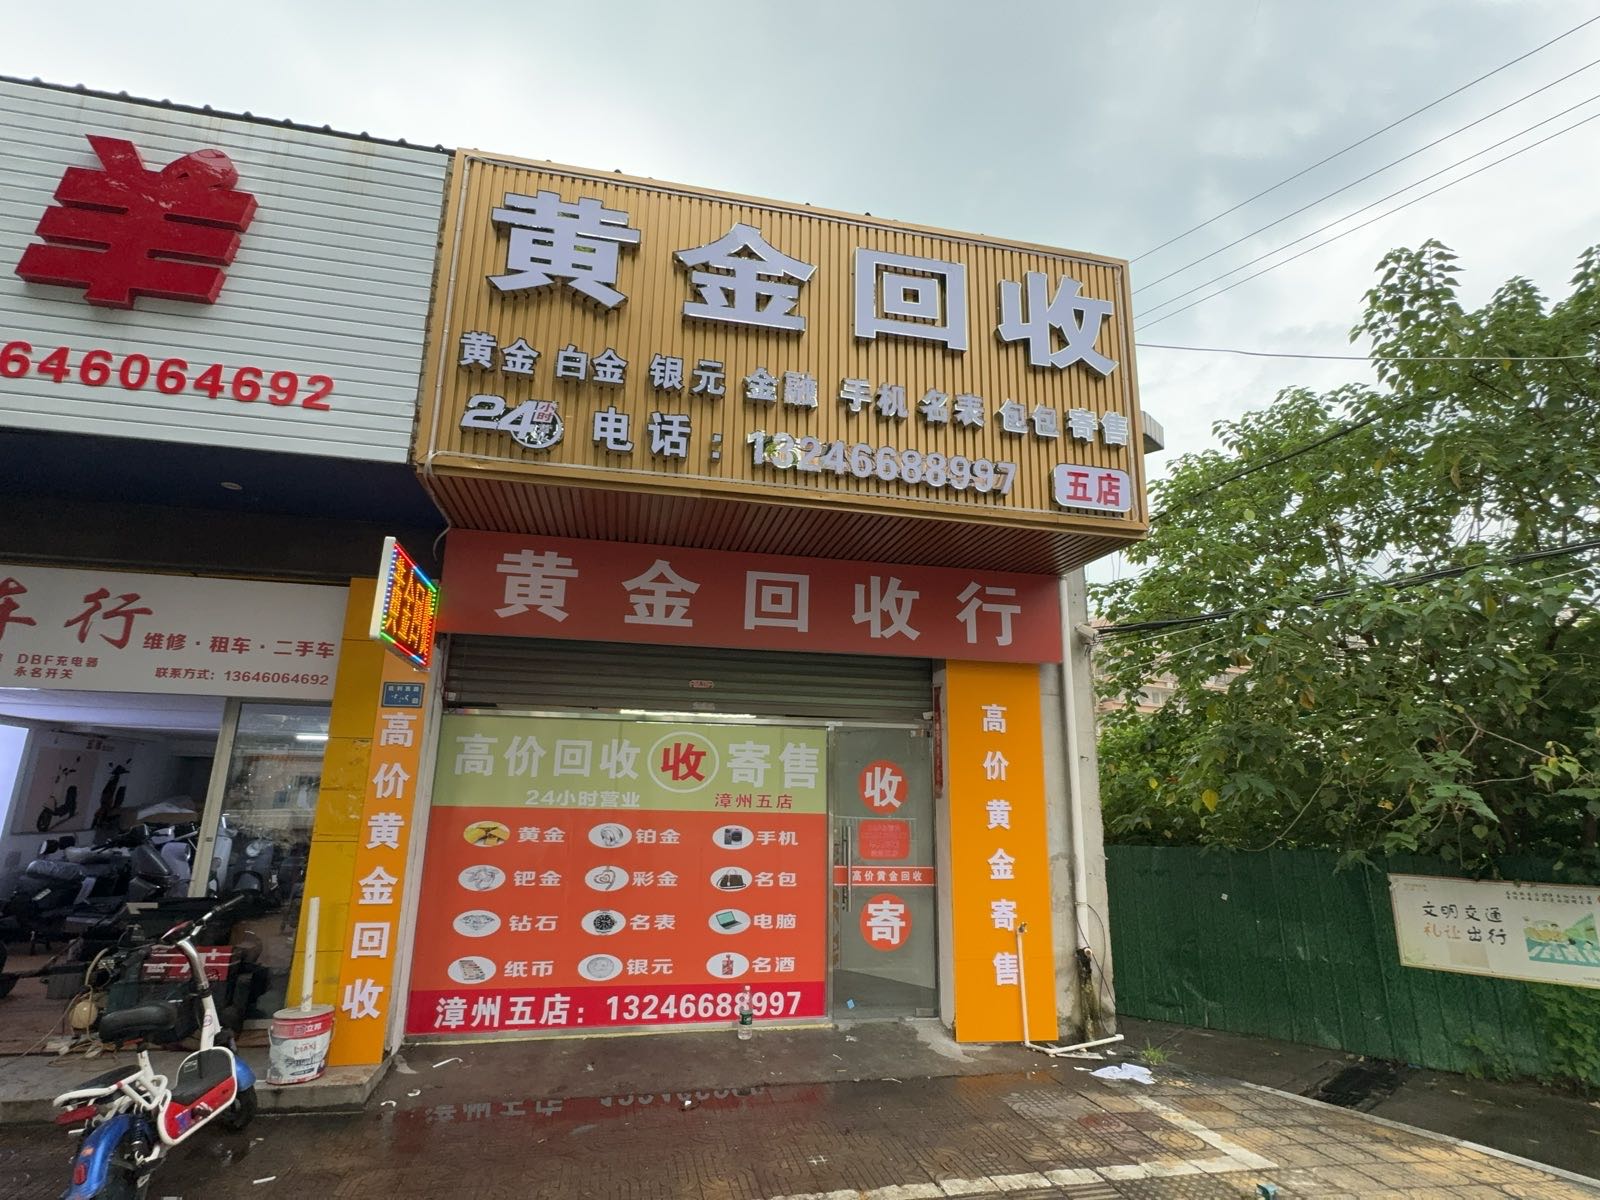 羊
646064692
车行
维修·租车·二手车
DBF充电器
永名开关
联系方式：13646064692
黄金回收
黄金 白金 银元 金融 手机 名表 包包 寄售
24小时
电话：13246688997
五店
黄金回收行
高价黄金回收
高价回收 收 寄售
24小时营业
漳州五店
黄金
铂金
手机
钯金
彩金
名包
钻石
名表
电脑
纸币
银元
名酒
漳州五店：13246688997
收
高价黄金回收
寄
高价黄金寄售
文明交通
礼让出行
立邦